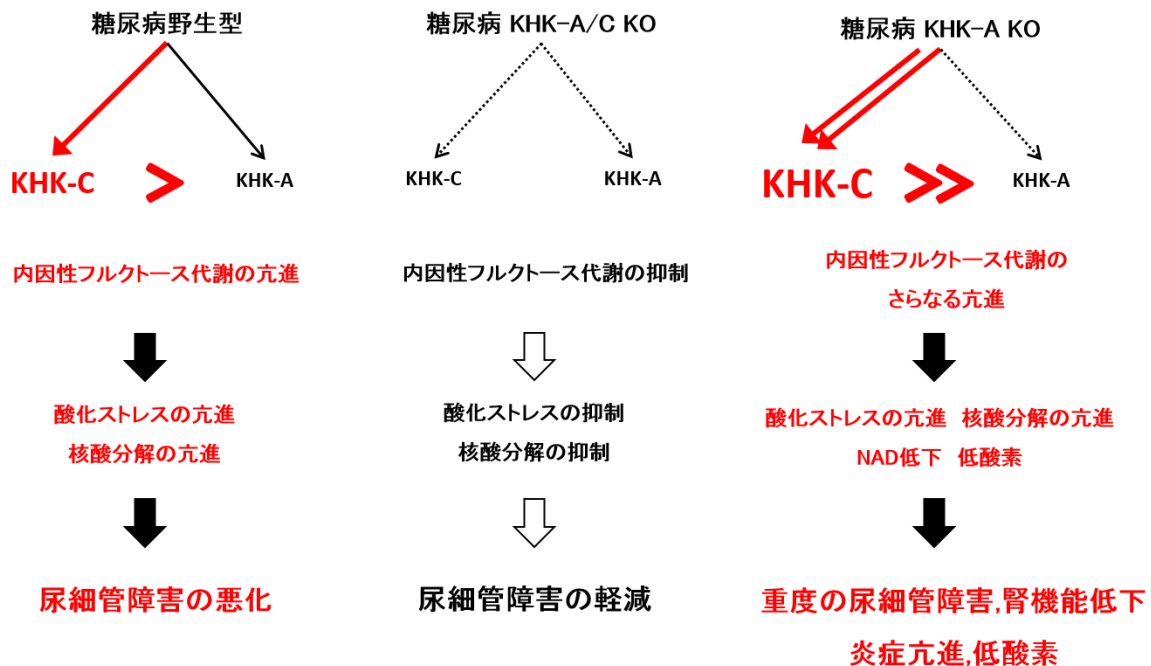 糖尿病野生型
KHK-C > KHK-A
内因性フルクトース代謝の亢進
酸化ストレスの亢進
核酸分解の亢進
尿細管障害の悪化
糖尿病 KHK-A/C KO
KHK-C KHK-A
内因性フルクトース代謝の抑制
酸化ストレスの抑制
核酸分解の抑制
尿細管障害の軽減
糖尿病 KHK-A KO
KHK-C >> KHK-A
内因性フルクトース代謝の
さらなる亢進
酸化ストレスの亢進 核酸分解の亢進
NAD低下 低酸素
重度の尿細管障害,腎機能低下
炎症亢進,低酸素